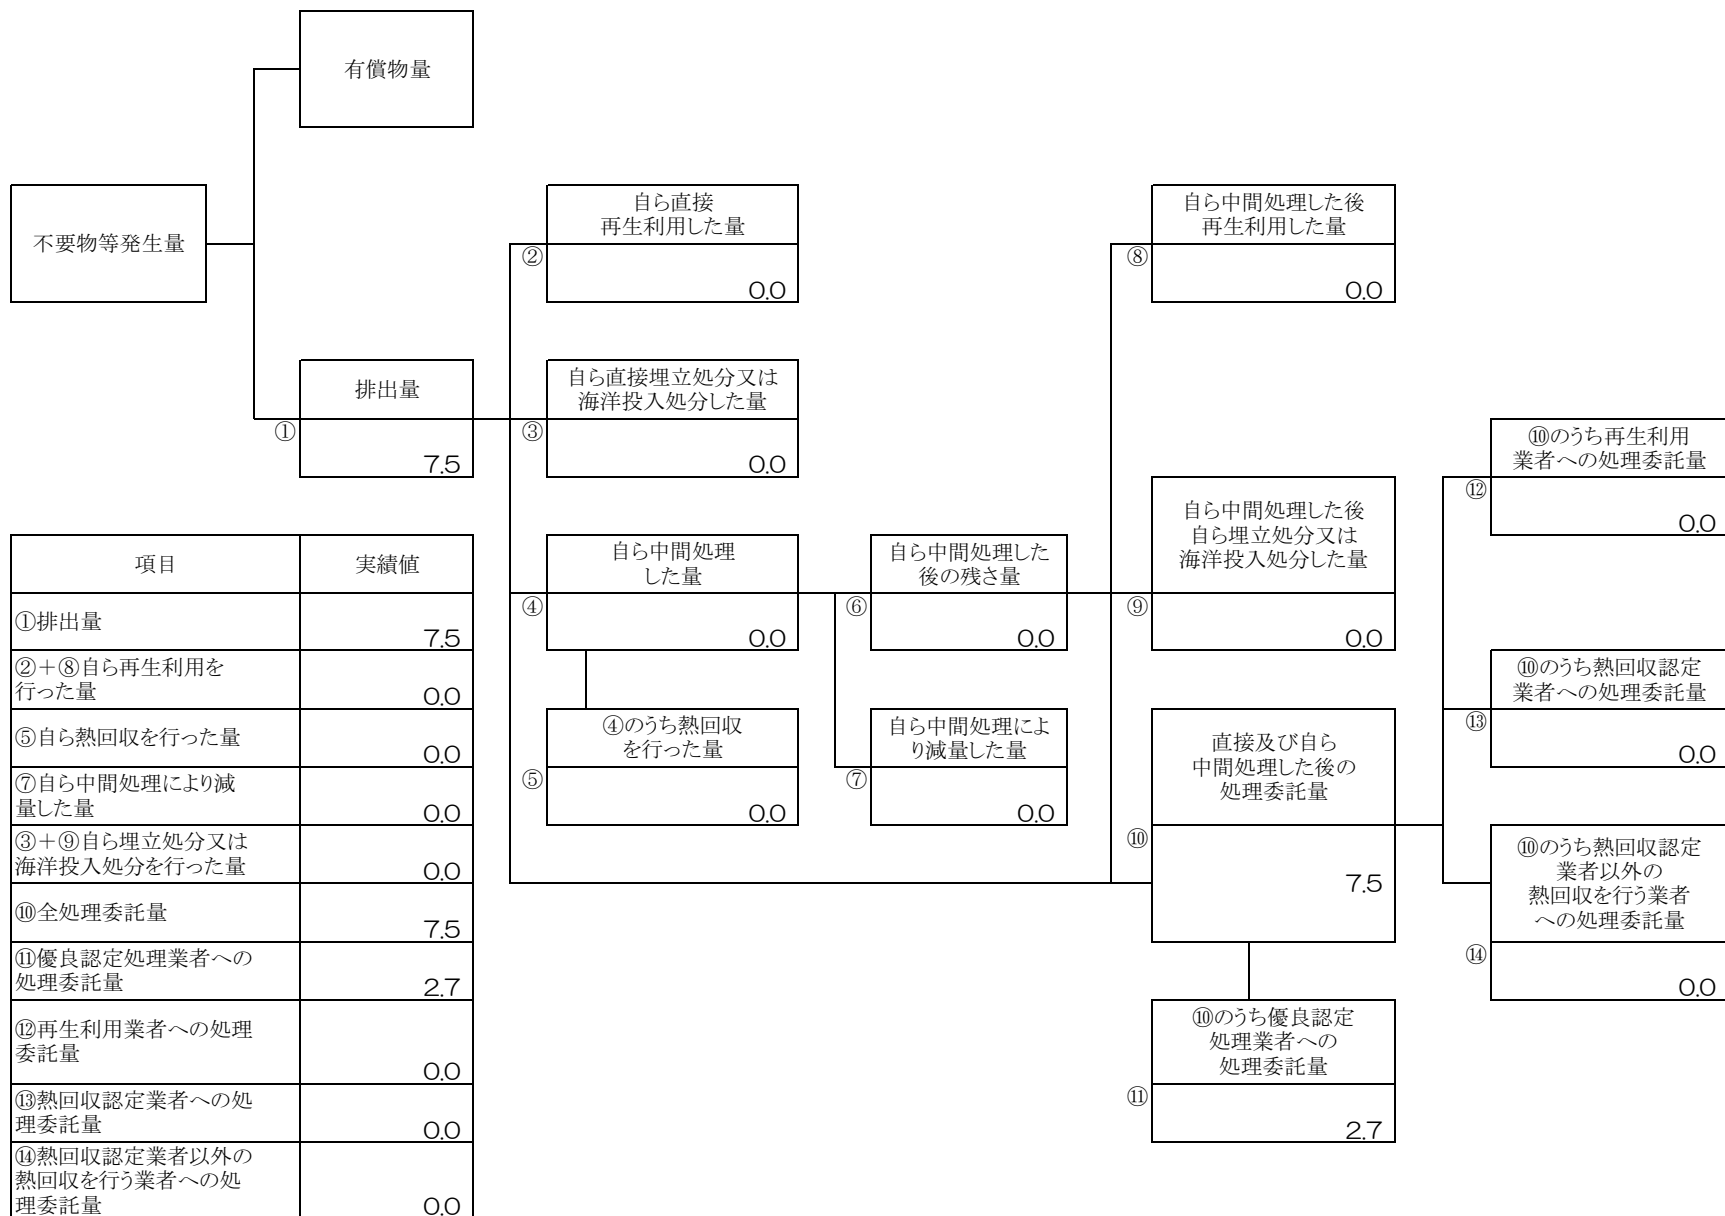 有償物量
不要物等発生量
自ら直接
再生利用した量
②
0.0
自ら中間処理した後
再生利用した量
⑧
0.0
排出量
①
7.5
自ら直接埋立処分又は
海洋投入処分した量
③
0.0
⑩のうち再生利用
業者への処理委託量
⑫
0.0
自ら中間処理
した量
④
0.0
自ら中間処理した
後の残さ量
⑥
0.0
自ら中間処理した後
自ら埋立処分又は
海洋投入処分した量
⑨
0.0
⑩のうち熱回収認定
業者への処理委託量
⑬
0.0
④のうち熱回収
を行った量
⑤
0.0
自ら中間処理によ
り減量した量
⑦
0.0
直接及び自ら
中間処理した後の
処理委託量
⑩
7.5
⑩のうち熱回収認定
業者以外の
熱回収を行う業者
への処理委託量
⑭
0.0
⑩のうち優良認定
処理業者への
処理委託量
⑪
2.7
項目 実績値
①排出量
7.5
②+⑧自ら再生利用を
行った量
0.0
⑤自ら熱回収を行った量
0.0
⑦自ら中間処理により減
量した量
0.0
③+⑨自ら埋立処分又は
海洋投入処分を行った量
0.0
⑩全処理委託量
7.5
⑪優良認定処理業者への
処理委託量
2.7
⑫再生利用業者への処理
委託量
0.0
⑬熱回収認定業者への処
理委託量
0.0
⑭熱回収認定業者以外の
熱回収を行う業者への処
理委託量
0.0